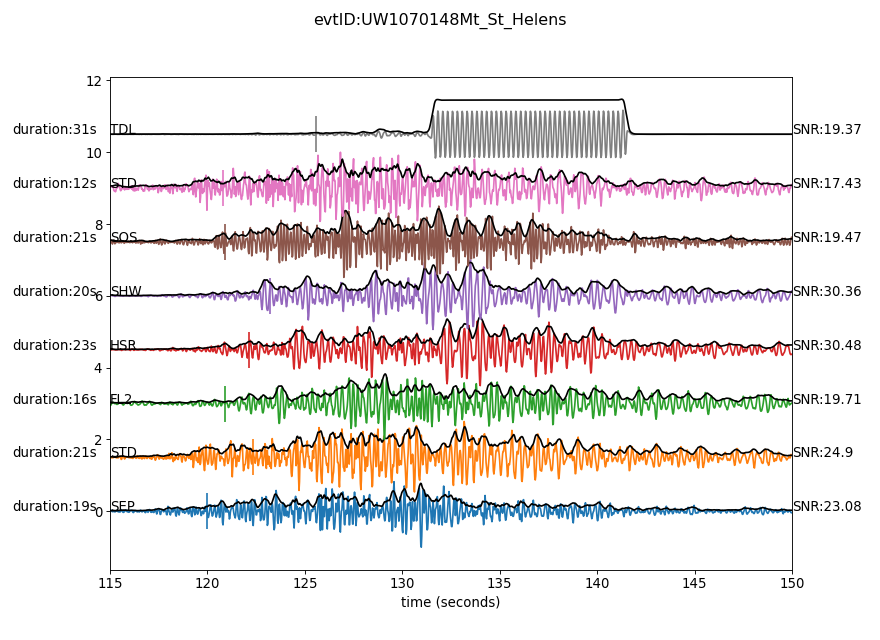 evtID:UW1070148Mt_St_Helens
12
duration:31s TDL SNR:19.37
10
duration:12s STD SNR:17.43
8
duration:21s SOS SNR:19.47
duration:20s SHW SNR:30.36
6
duration:23s HSR SNR:30.48
4
duration:16s FL2 SNR:19.71
2
duration:21s STD SNR:24.9
duration:19s SEP SNR:23.08
0
115 120 125 130 135 140 145 150
time (seconds)